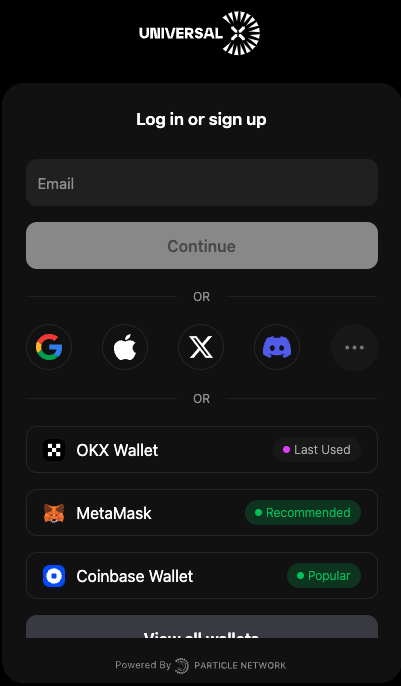 UNIVERSAL X
Log in or sign up
Email
Continue
OR
OR
OKX Wallet Last Used
MetaMask Recommended
Coinbase Wallet Popular
View all wallets
Powered By PARTICLE NETWORK